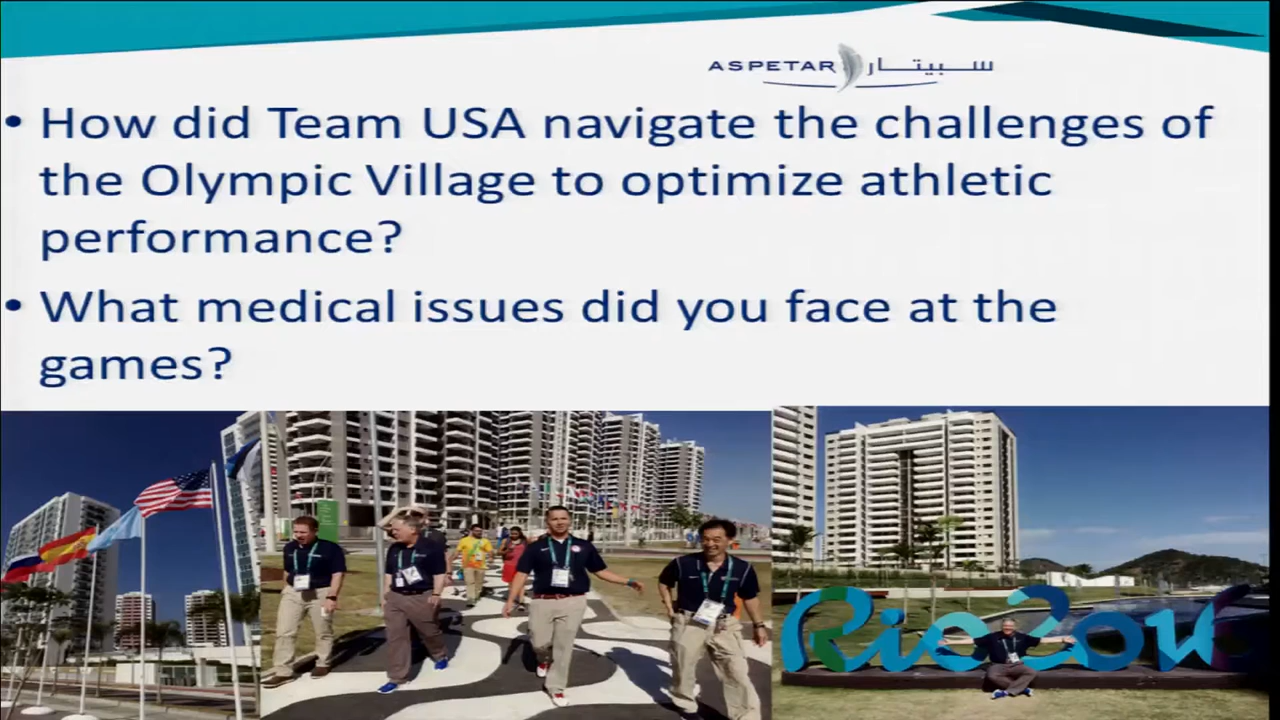 ASPETAR سبيتار
• How did Team USA navigate the challenges of
the Olympic Village to optimize athletic
performance?
• What medical issues did you face at the
games?
Rio2016